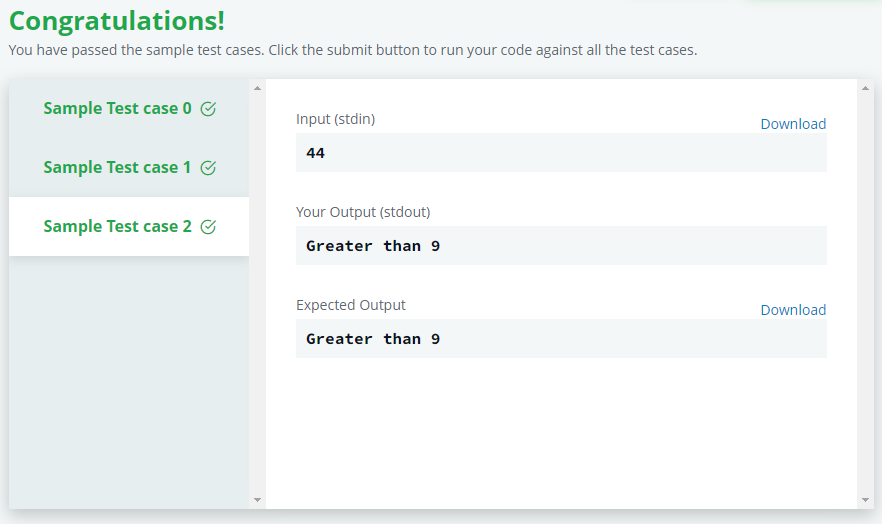 Congratulations!
You have passed the sample test cases. Click the submit button to run your code against all the test cases.
Sample Test case 0
Sample Test case 1
Sample Test case 2
Input (stdin)
Download
44
Your Output (stdout)
Greater than 9
Expected Output
Download
Greater than 9